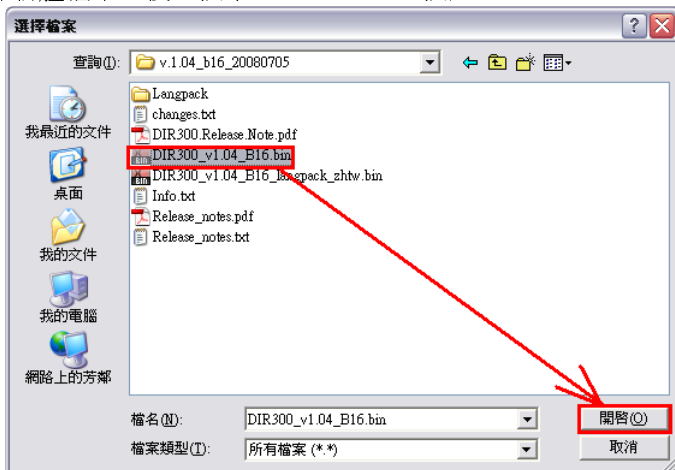 選擇檔案
查詢(I):
v.1.04_b16_20080705
我最近的文件
桌面
我的文件
我的電腦
網路上的芳鄰
Langpack
changes.txt
DIR300.Release.Note.pdf
DIR300_v1.04_B16.bin
DIR300_v1.04_B16_langpack_zhtw.bin
Info.txt
Release_notes.pdf
Release_notes.txt
檔名(N):
DIR300_v1.04_B16.bin
開啓(O)
檔案類型(T):
所有檔案 (*.*)
取消